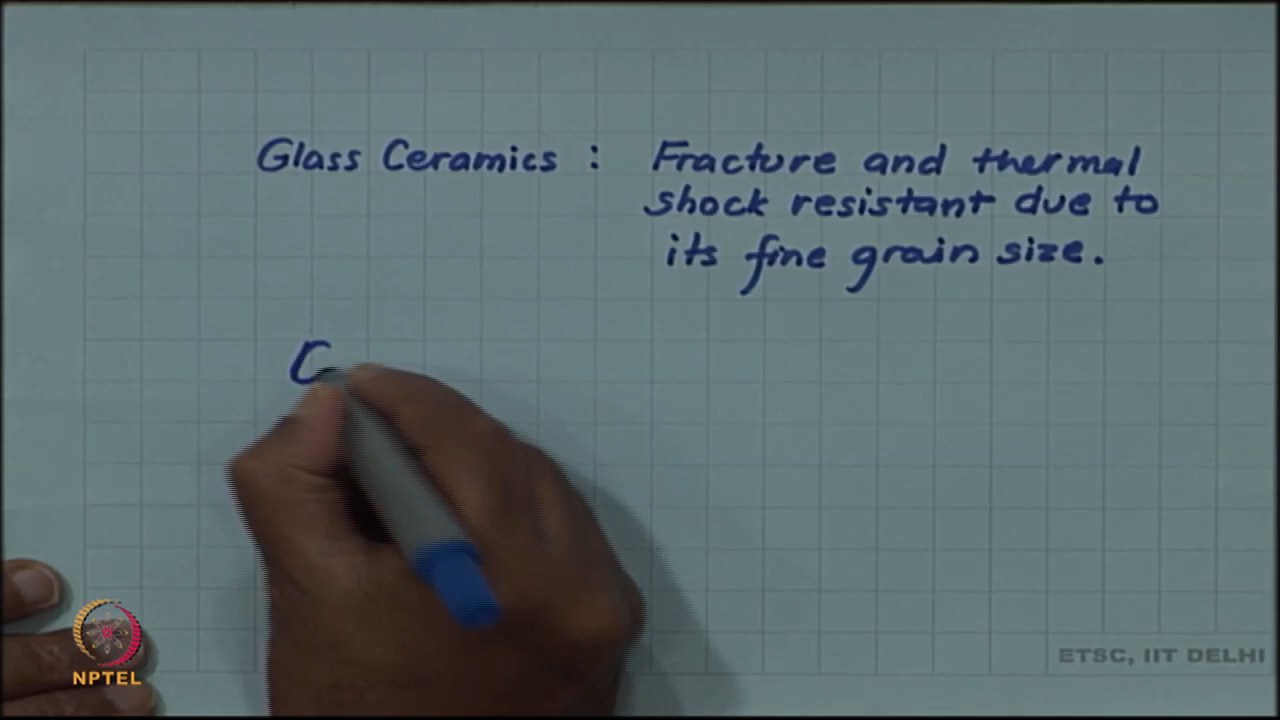 Glass Ceramics : Fracture and thermal
shock resistant due to
its fine grain size.
C
NPTEL
ETSC, IIT DELHI